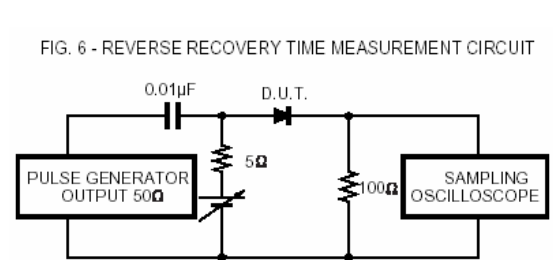 FIG. 6 - REVERSE RECOVERY TIME MEASUREMENT CIRCUIT
0.01µF
D.U.T.
5Ω
PULSE GENERATOR
OUTPUT 50Ω
100Ω
SAMPLING
OSCILLOSCOPE